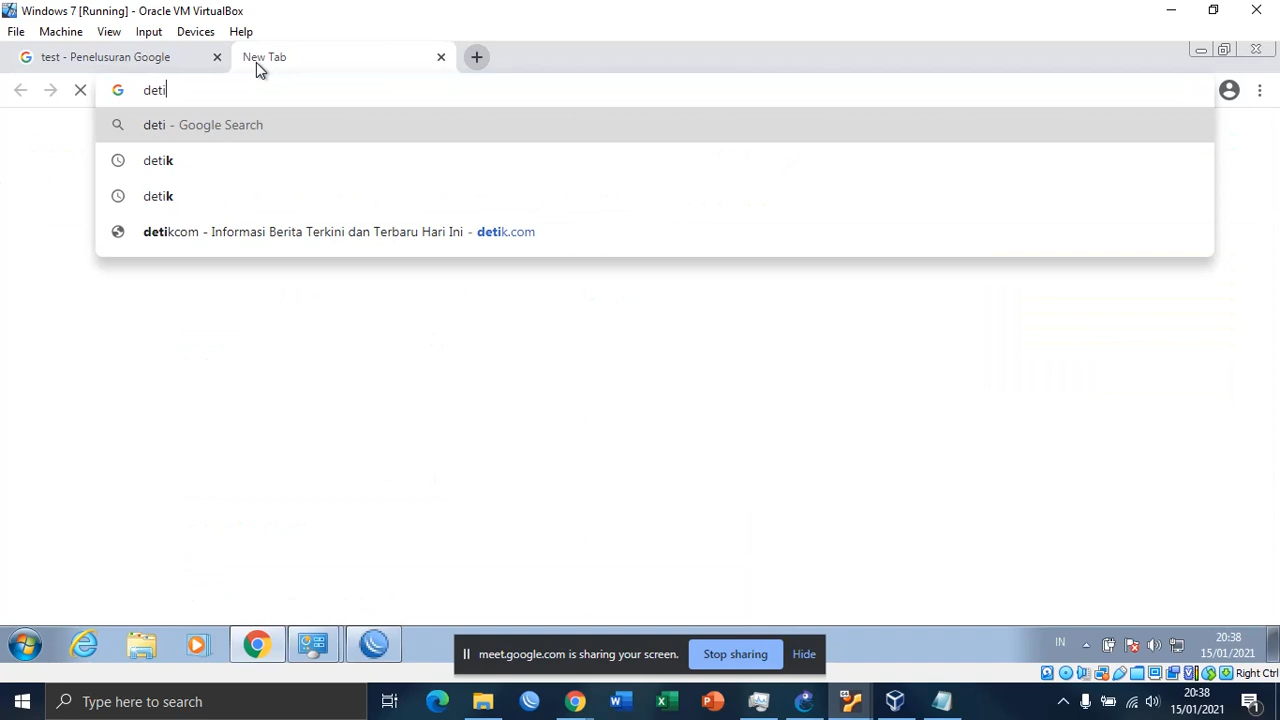 Windows 7 [Running] - Oracle VM VirtualBox
File Machine View Input Devices Help
test - Penelusuran Google
New Tab
deti
deti - Google Search
detik
detik
detikcom - Informasi Berita Terkini dan Terbaru Hari Ini - detik.com
meet.google.com is sharing your screen. Stop sharing Hide
IN
20:38
15/01/2021
Right Ctrl
Type here to search
20:38
15/01/2021
1